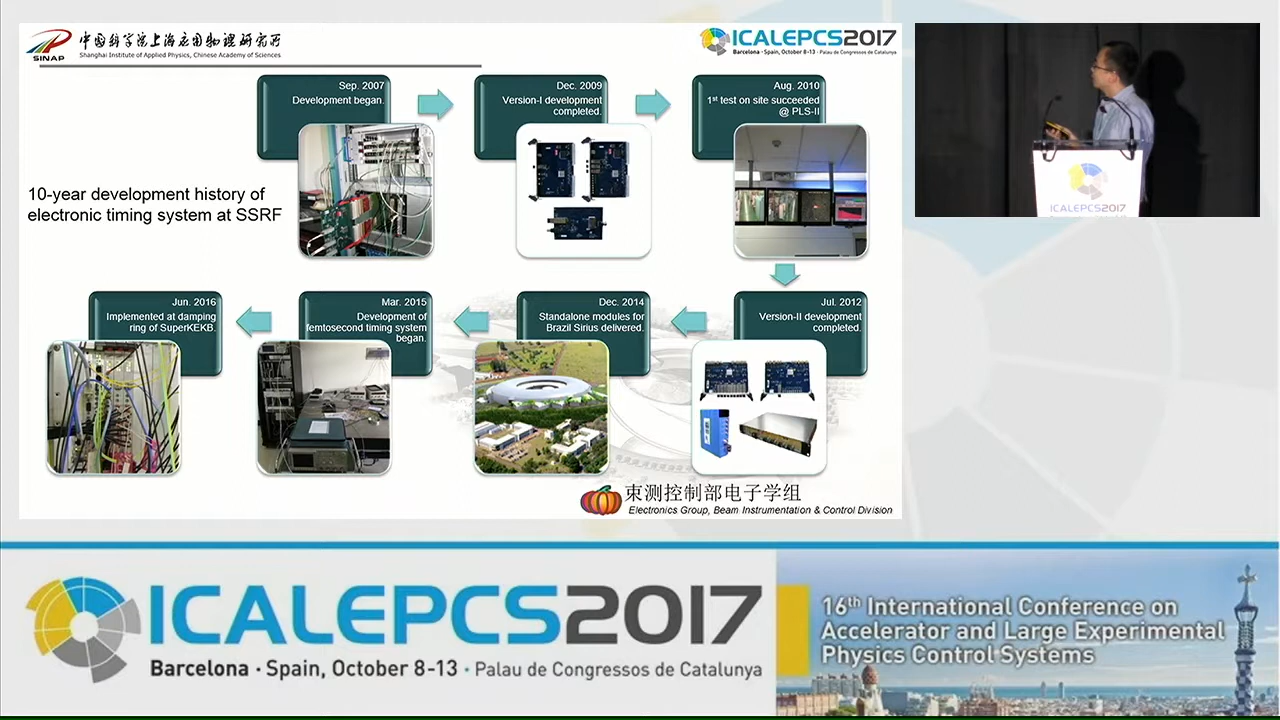 SINAP
中国科学院上海应用物理研究所
Shanghai Institute of Applied Physics, Chinese Academy of Sciences
ICALEPCS2017
Barcelona · Spain, October 8-13 · Palau de Congressos de Catalunya
Sep. 2007
Development began.
Dec. 2009
Version-I development
completed.
Aug. 2010
1st test on site succeeded
@ PLS-II
10-year development history of
electronic timing system at SSRF
Jun. 2016
Implemented at damping
ring of SuperKEKB.
Mar. 2015
Development of
femtosecond timing system
began.
Dec. 2014
Standalone modules for
Brazil Sirius delivered.
Jul. 2012
Version-II development
completed.
束测控制部电子学组
Electronics Group, Beam Instrumentation & Control Division
ICALEPCS2017
ICALEPCS2017
Barcelona · Spain, October 8-13 · Palau de Congressos de Catalunya
16th International Conference on
Accelerator and Large Experimental
Physics Control Systems